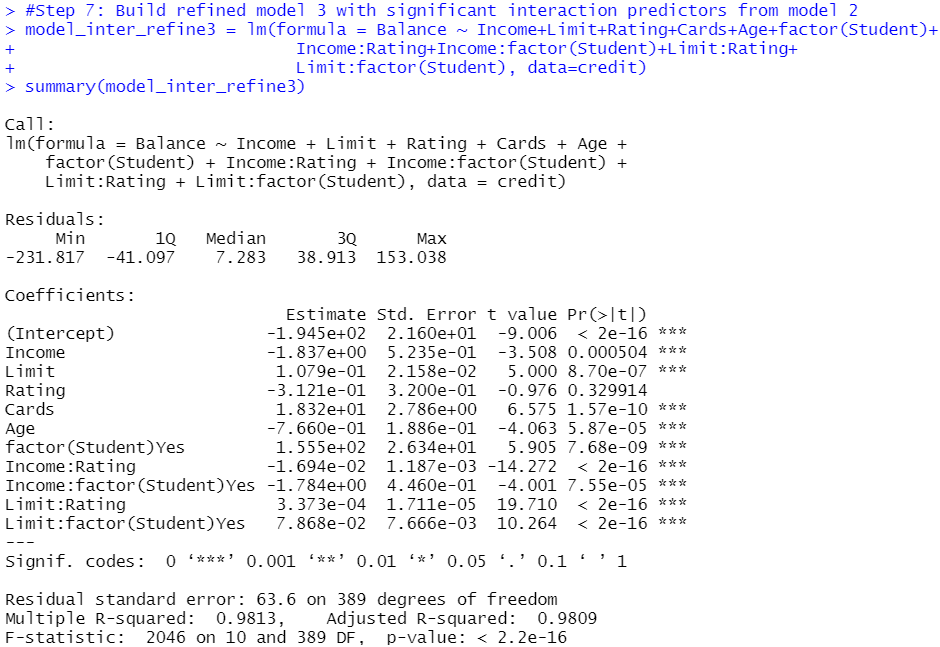 > #Step 7: Build refined model 3 with significant interaction predictors from model 2
> model_inter_refine3 = lm(formula = Balance ~ Income+Limit+Rating+Cards+Age+factor(Student)+
+                            Income:Rating+Income:factor(Student)+Limit:Rating+
+                            Limit:factor(Student), data=credit)
> summary(model_inter_refine3)

Call:
lm(formula = Balance ~ Income + Limit + Rating + Cards + Age +
    factor(Student) + Income:Rating + Income:factor(Student) +
    Limit:Rating + Limit:factor(Student), data = credit)

Residuals:
     Min       1Q   Median       3Q      Max
-231.817  -41.097    7.283   38.913  153.038

Coefficients:
                            Estimate Std. Error t value Pr(>|t|)
(Intercept)               -1.945e+02  2.160e+01  -9.006  < 2e-16 ***
Income                    -1.837e+00  5.235e-01  -3.508 0.000504 ***
Limit                      1.079e-01  2.158e-02   5.000 8.70e-07 ***
Rating                    -3.121e-01  3.200e-01  -0.976 0.329914
Cards                      1.832e+01  2.786e+00   6.575 1.57e-10 ***
Age                       -7.660e-01  1.886e-01  -4.063 5.87e-05 ***
factor(Student)Yes         1.555e+02  2.634e+01   5.905 7.68e-09 ***
Income:Rating             -1.694e-02  1.187e-03 -14.272  < 2e-16 ***
Income:factor(Student)Yes -1.784e+00  4.460e-01  -4.001 7.55e-05 ***
Limit:Rating               3.373e-04  1.711e-05  19.710  < 2e-16 ***
Limit:factor(Student)Yes   7.868e-02  7.666e-03  10.264  < 2e-16 ***
---
Signif. codes:  0 ‘***’ 0.001 ‘**’ 0.01 ‘*’ 0.05 ‘.’ 0.1 ‘ ’ 1

Residual standard error: 63.6 on 389 degrees of freedom
Multiple R-squared:  0.9813,    Adjusted R-squared:  0.9809
F-statistic:  2046 on 10 and 389 DF,  p-value: < 2.2e-16